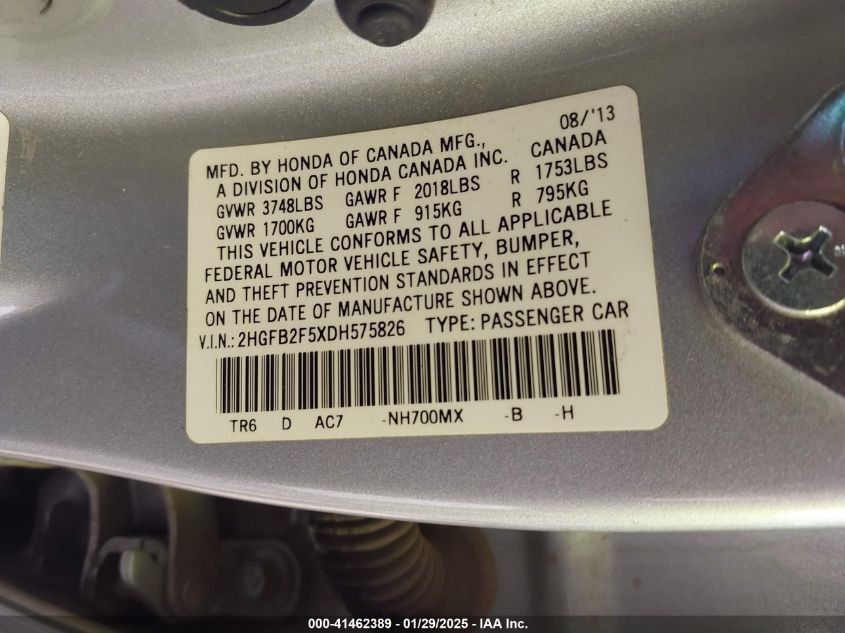 08/'13
MFD. BY HONDA OF CANADA MFG., CANADA
A DIVISION OF HONDA CANADA INC.
GVWR 3748LBS GAWR F 2018LBS R 1753LBS
GVWR 1700KG GAWR F 915KG R 795KG
THIS VEHICLE CONFORMS TO ALL APPLICABLE
FEDERAL MOTOR VEHICLE SAFETY, BUMPER,
AND THEFT PREVENTION STANDARDS IN EFFECT
ON THE DATE OF MANUFACTURE SHOWN ABOVE.
V.I.N.: 2HGFB2F5XDH575826 TYPE: PASSENGER CAR
TR6 D AC7 -NH700MX -B -H
000-41462389 - 01/29/2025 - IAA Inc.